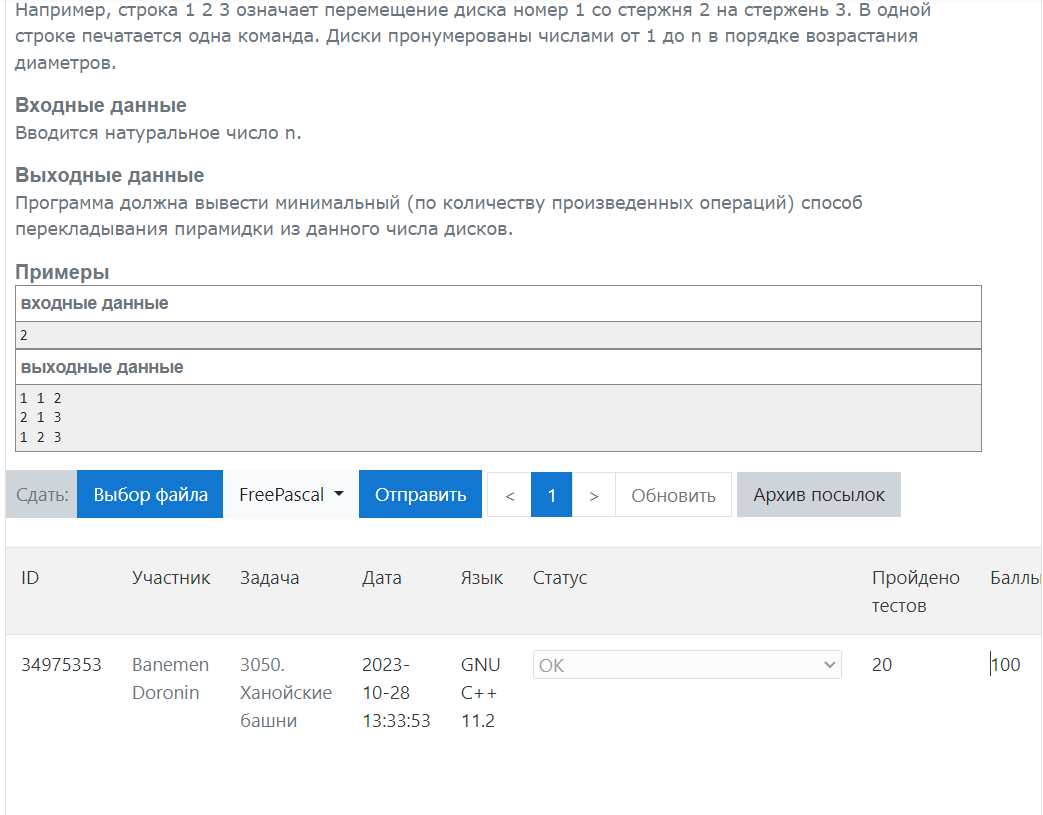 Например, строка 1 2 3 означает перемещение диска номер 1 со стержня 2 на стержень 3. В одной
строке печатается одна команда. Диски пронумерованы числами от 1 до n в порядке возрастания
диаметров.
Входные данные
Вводится натуральное число n.
Выходные данные
Программа должна вывести минимальный (по количеству произведенных операций) способ
перекладывания пирамидки из данного числа дисков.
Примеры
входные данные
2
выходные данные
1 1 2
2 1 3
1 2 3
Сдать: Выбор файла FreePascal Отправить < 1 > Обновить Архив посылок
ID Участник Задача Дата Язык Статус Пройдено тестов Баллы
34975353 Banemen Doronin 3050. Ханойские башни 2023-10-28 13:33:53 GNU C++ 11.2 OK 20 100